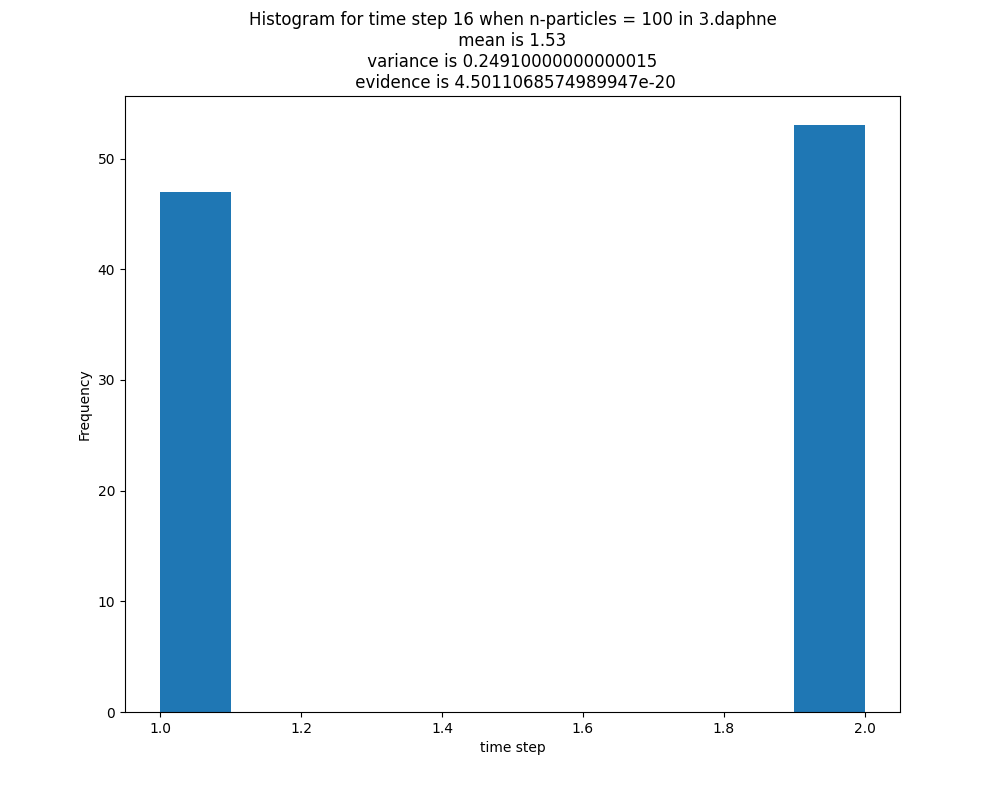 Histogram for time step 16 when n-particles = 100 in 3.daphne
mean is 1.53
variance is 0.24910000000000015
evidence is 4.5011068574989947e-20
50
40
30
20
10
0
Frequency
1.0 1.2 1.4 1.6 1.8 2.0
time step